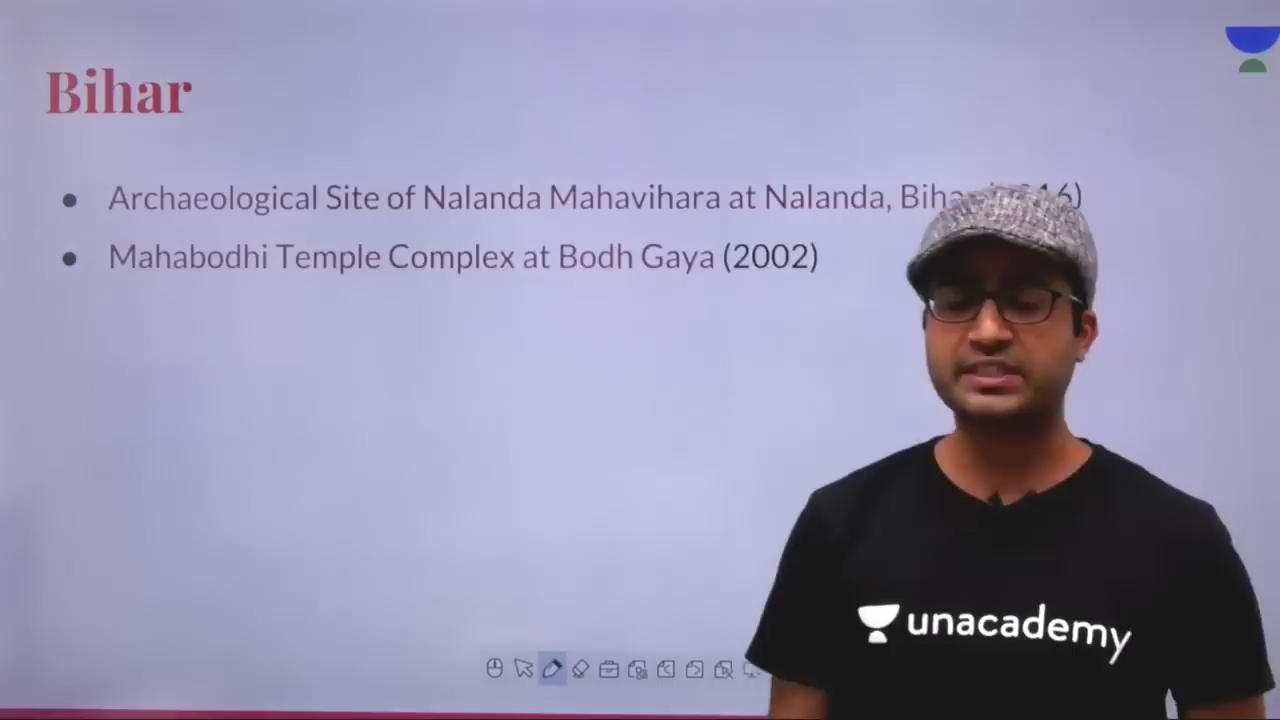 Bihar
Archaeological Site of Nalanda Mahavihara at Nalanda, 
Mahabodhi Temple Complex at Bodh Gaya (2002)
unacademy